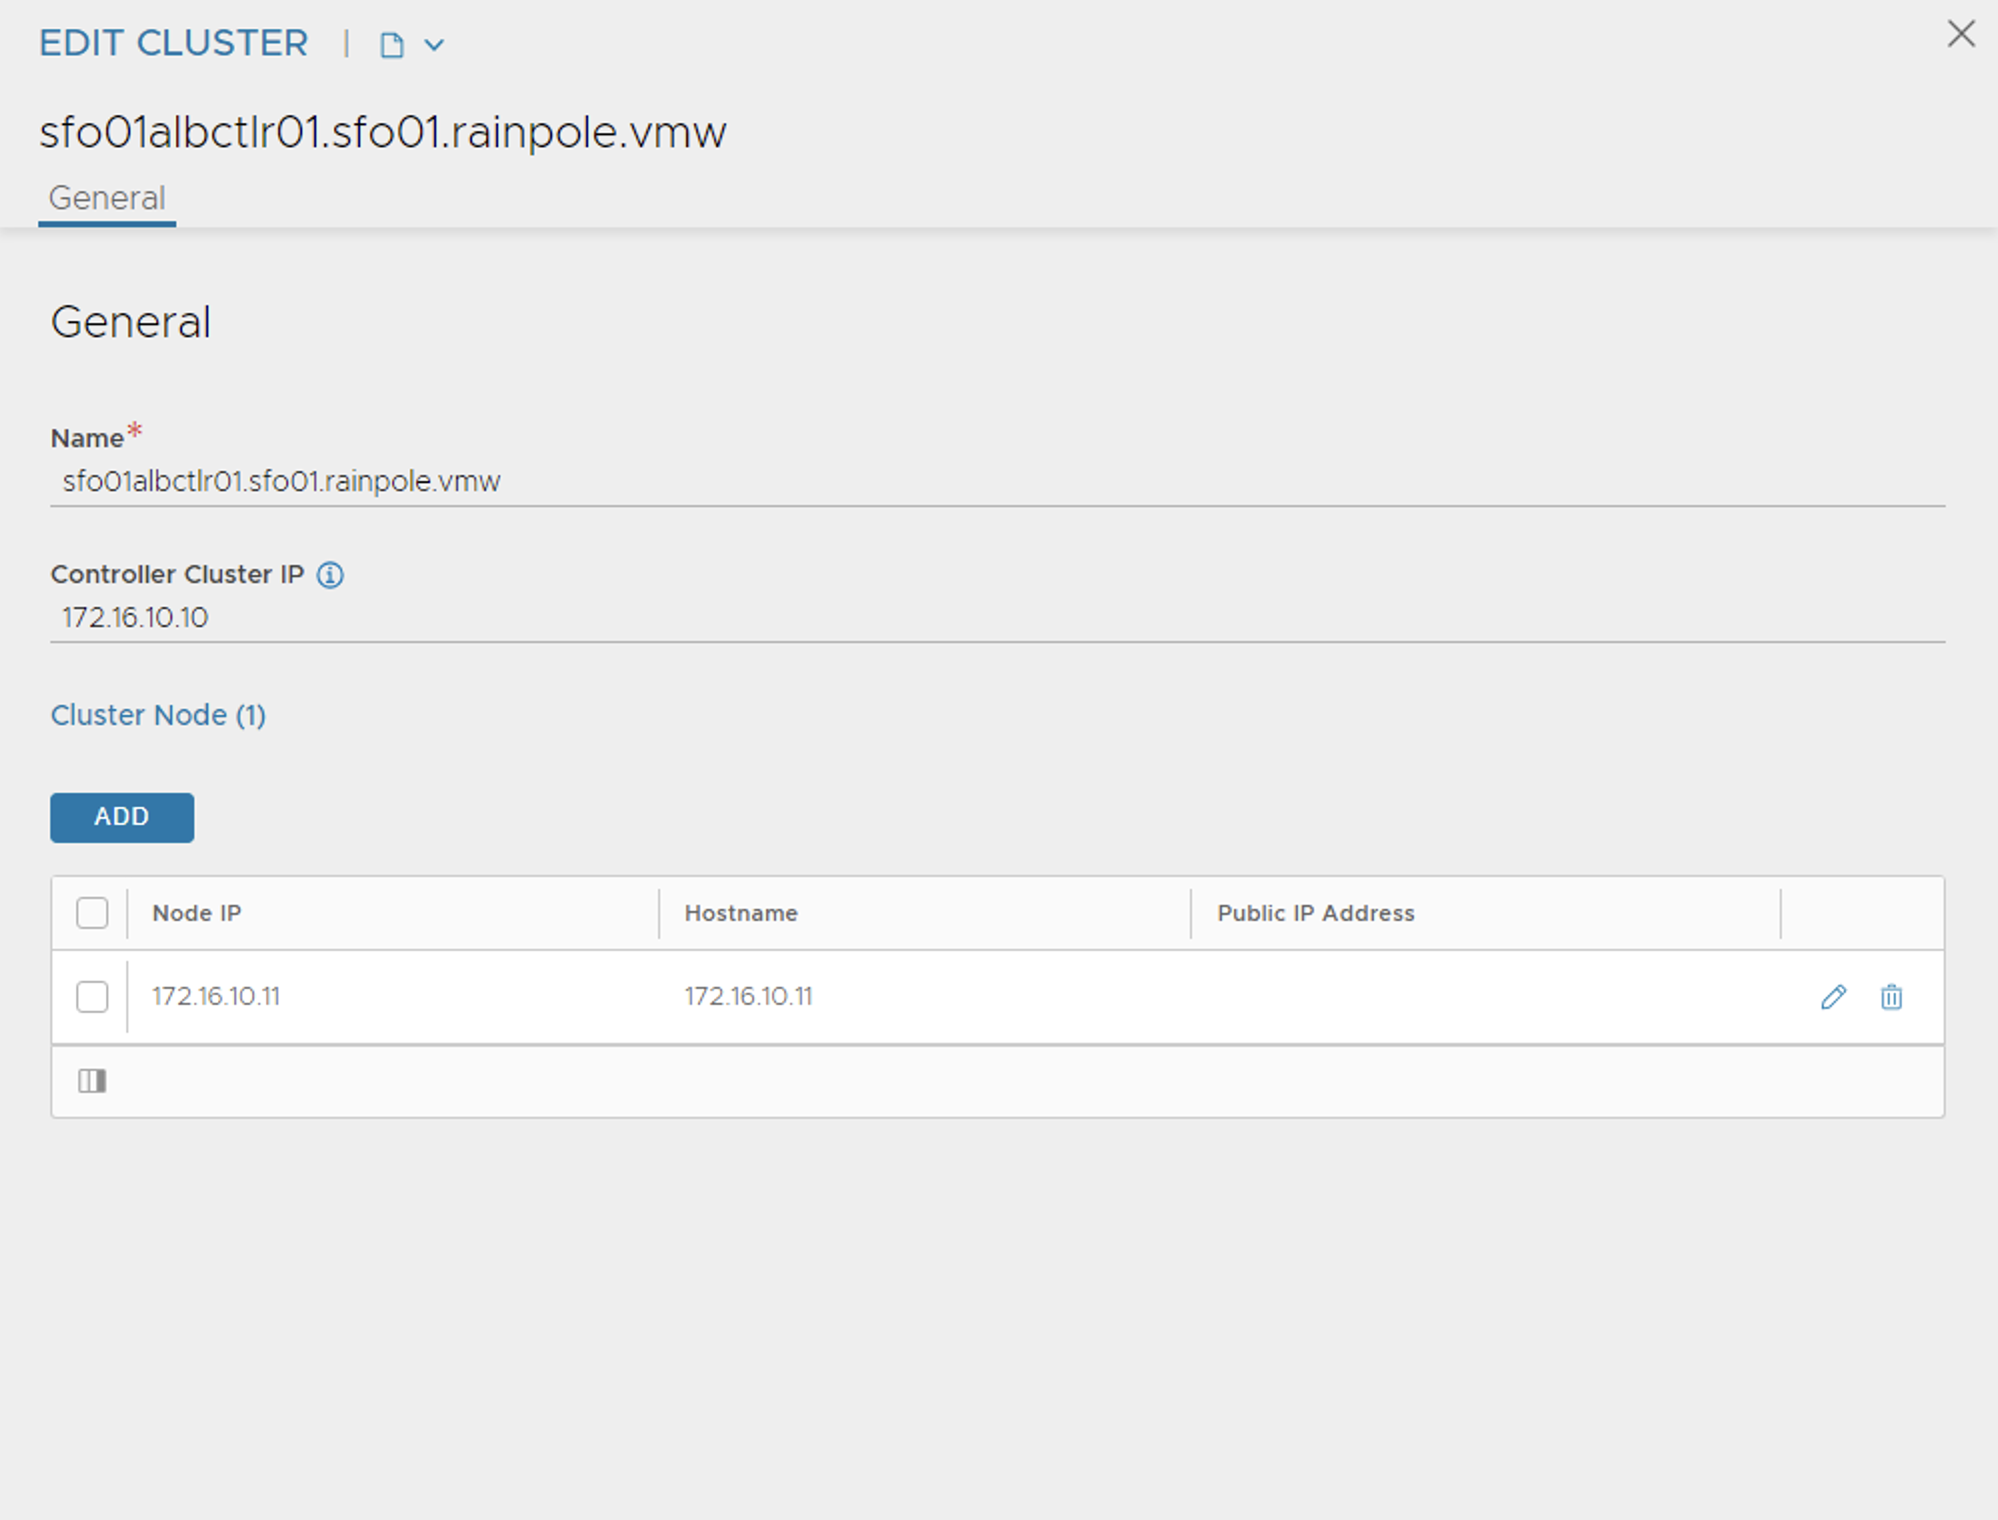 EDIT CLUSTER |
sfo01albctlr01.sfo01.rainpole.vmw
General
General
Name*
sfo01albctlr01.sfo01.rainpole.vmw
Controller Cluster IP
172.16.10.10
Cluster Node (1)
ADD
Node IP Hostname Public IP Address
172.16.10.11 172.16.10.11